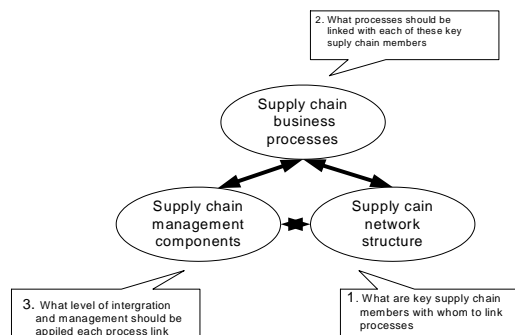 2. What processes should be
linked with each of these key
suply chain members
Supply chain
business
processes
Supply chain
management
components
Supply cain
network
structure
3. What level of intergration
and management should be
appiled each process link
1. What are key supply chain
members with whom to link
processes